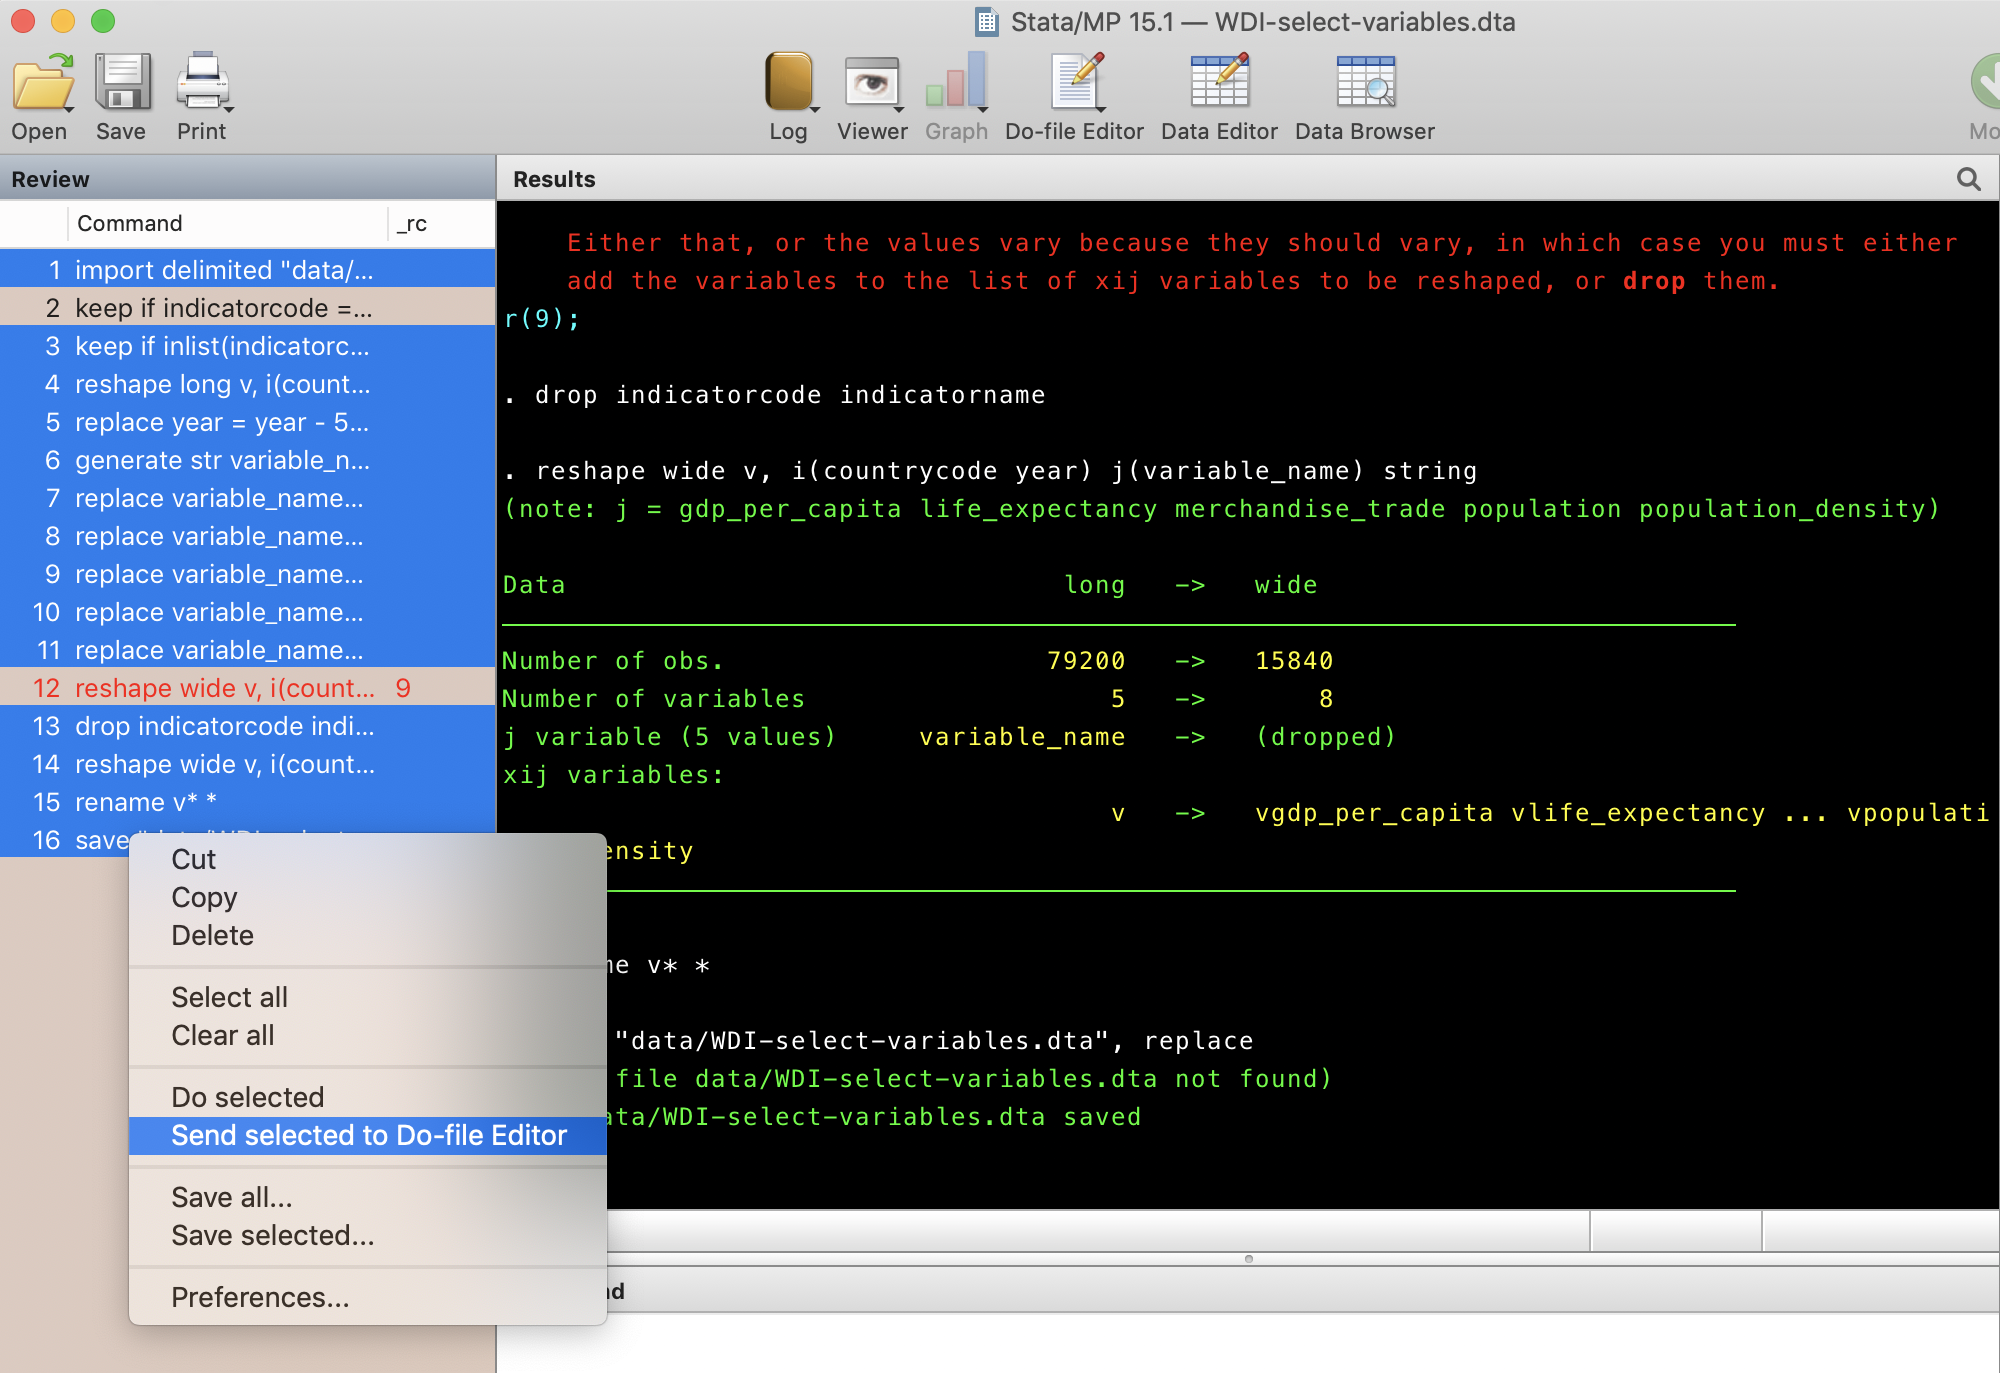 Stata/MP 15.1 — WDI-select-variables.dta
Open Save Print Log Viewer Graph Do-file Editor Data Editor Data Browser
Review
Command _rc
1 import delimited "data/...
2 keep if indicatorcode =...
3 keep if inlist(indicatorc...
4 reshape long v, i(count...
5 replace year = year - 5...
6 generate str variable_n...
7 replace variable_name...
8 replace variable_name...
9 replace variable_name...
10 replace variable_name...
11 replace variable_name...
12 reshape wide v, i(count... 9
13 drop indicatorcode indi...
14 reshape wide v, i(count...
15 rename v* *
16 save
Cut
Copy
Delete
Select all
Clear all
Do selected
Send selected to Do-file Editor
Save all...
Save selected...
Preferences...
Results
Either that, or the values vary because they should vary, in which case you must either
add the variables to the list of xij variables to be reshaped, or drop them.
r(9);
. drop indicatorcode indicatorname
. reshape wide v, i(countrycode year) j(variable_name) string
(note: j = gdp_per_capita life_expectancy merchandise_trade population population_density)
Data long -> wide
Number of obs. 79200 -> 15840
Number of variables 5 -> 8
j variable (5 values) variable_name -> (dropped)
xij variables:
v -> vgdp_per_capita vlife_expectancy ... vpopulati
ensity
me v* *
"data/WDI-select-variables.dta", replace
file data/WDI-select-variables.dta not found)
ata/WDI-select-variables.dta saved